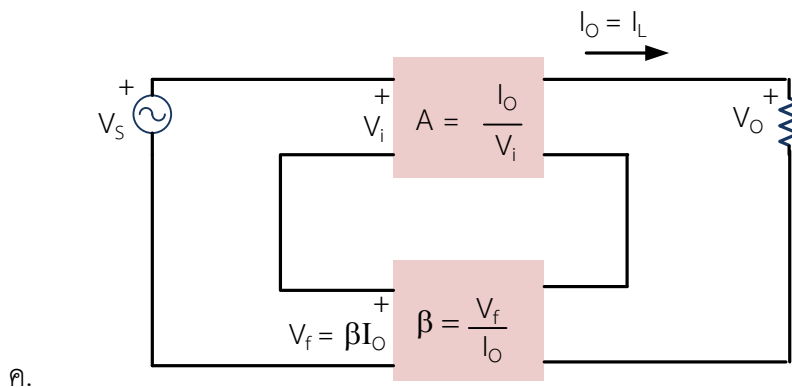 I_O = I_L
+
V_S
+
V_i
A = I_O / V_i
+
V_O
+
V_f = βI_O
β = V_f / I_O
ค.